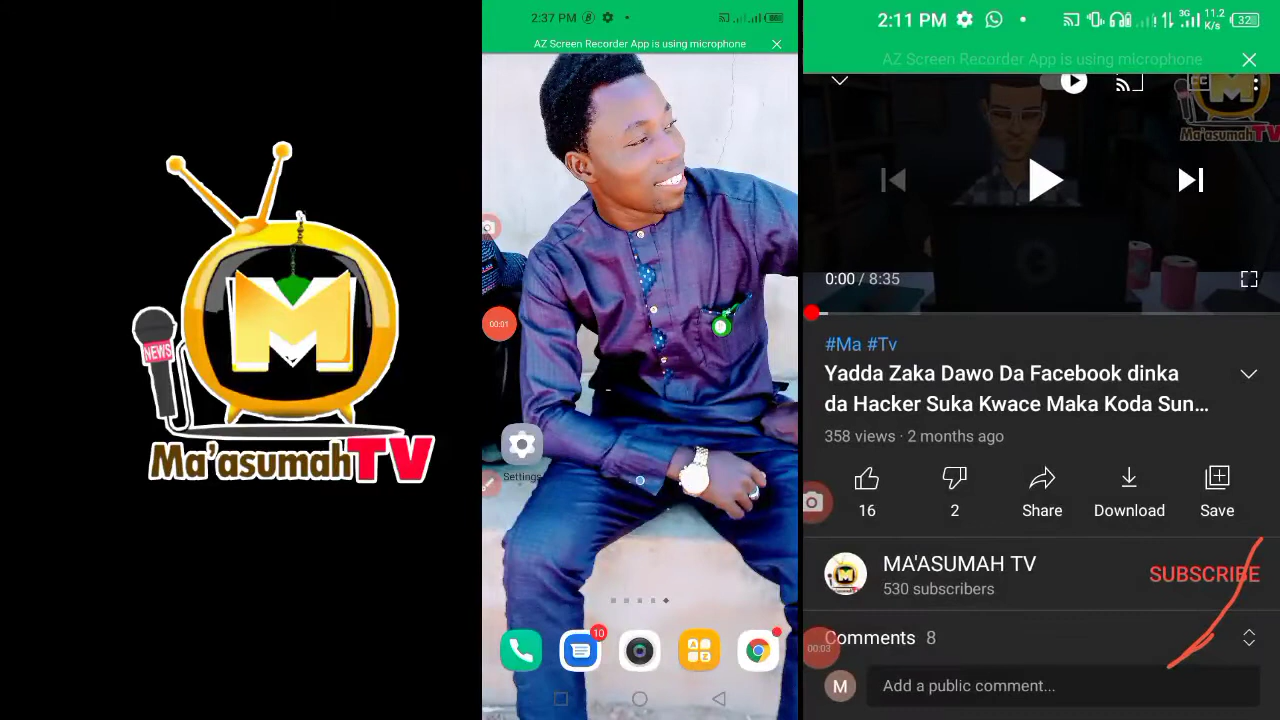 NEWS
M
Ma'asumahTV
2:37 PM
AZ Screen Recorder App is using microphone
00:01
Settings
10
2:11 PM
3G
11.2
K/s
32
AZ Screen Recorder App is using microphone
CC
M
Ma'asumahTV
0:00 / 8:35
#Ma #Tv
Yadda Zaka Dawo Da Facebook dinka
da Hacker Suka Kwace Maka Koda Sun...
358 views · 2 months ago
16
2
Share
Download
Save
MA'ASUMAH TV
530 subscribers
SUBSCRIBE
Comments 8
00:03
M
Add a public comment...